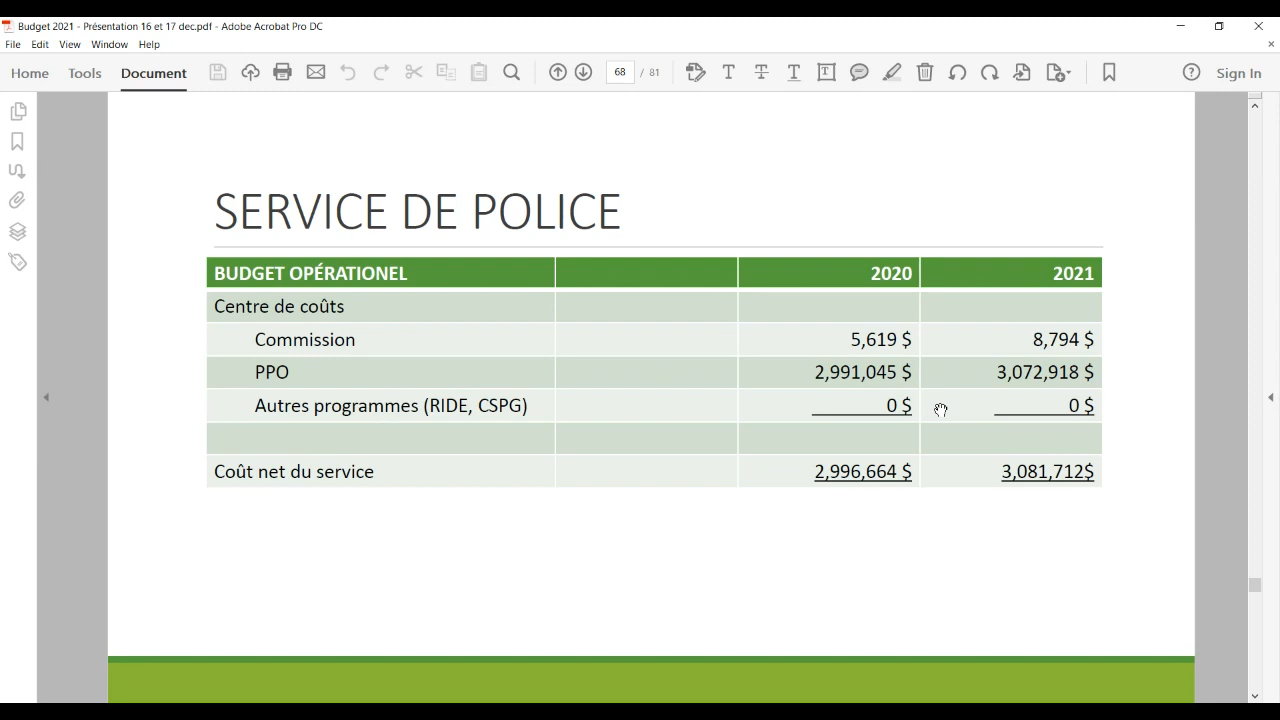 Budget 2021 - Présentation 16 et 17 dec.pdf - Adobe Acrobat Pro DC
File Edit View Window Help
Home Tools Document 68 / 81 Sign In
SERVICE DE POLICE
BUDGET OPÉRATIONEL 2020 2021
Centre de coûts
Commission 5,619 $ 8,794 $
PPO 2,991,045 $ 3,072,918 $
Autres programmes (RIDE, CSPG) 0 $ 0 $
Coût net du service 2,996,664 $ 3,081,712$